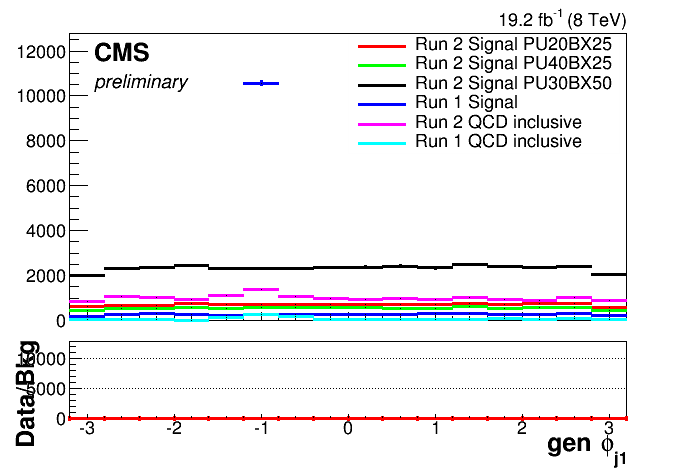 19.2 fb⁻¹ (8 TeV)
CMS
preliminary
Run 2 Signal PU20BX25
Run 2 Signal PU40BX25
Run 2 Signal PU30BX50
Run 1 Signal
Run 2 QCD inclusive
Run 1 QCD inclusive
12000
10000
8000
6000
4000
2000
0
Data/Bkg
0
-3 -2 -1 0 1 2 3
gen ϕj1